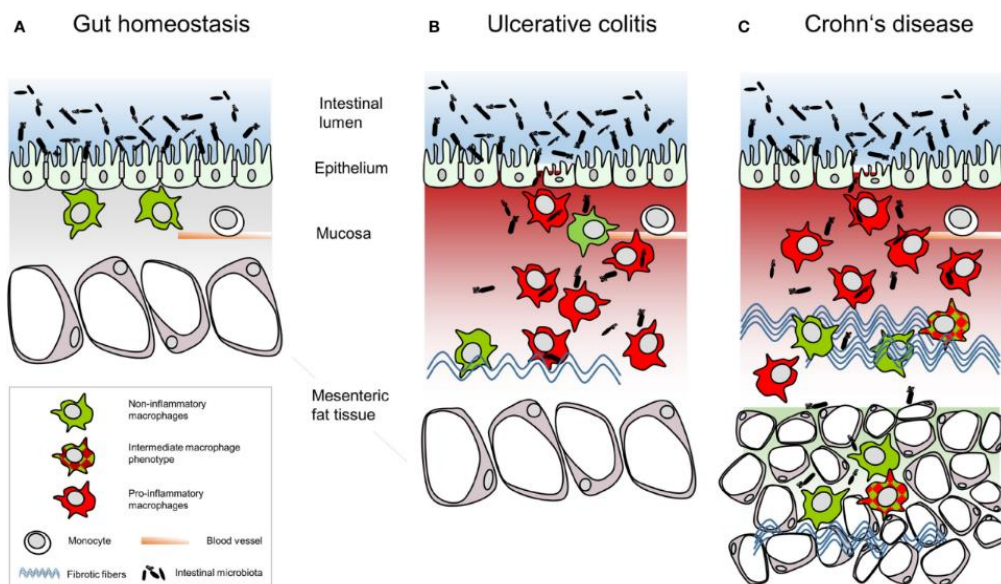 A
Gut homeostasis
B
Ulcerative colitis
C
Crohn‘s disease
Intestinal
lumen
Epithelium
Mucosa
Mesenteric
fat tissue
Non-inflammatory
macrophages
Intermediate macrophage
phenotype
Pro-inflammatory
macrophages
Monocyte
Blood vessel
Fibrotic fibers
Intestinal microbiota